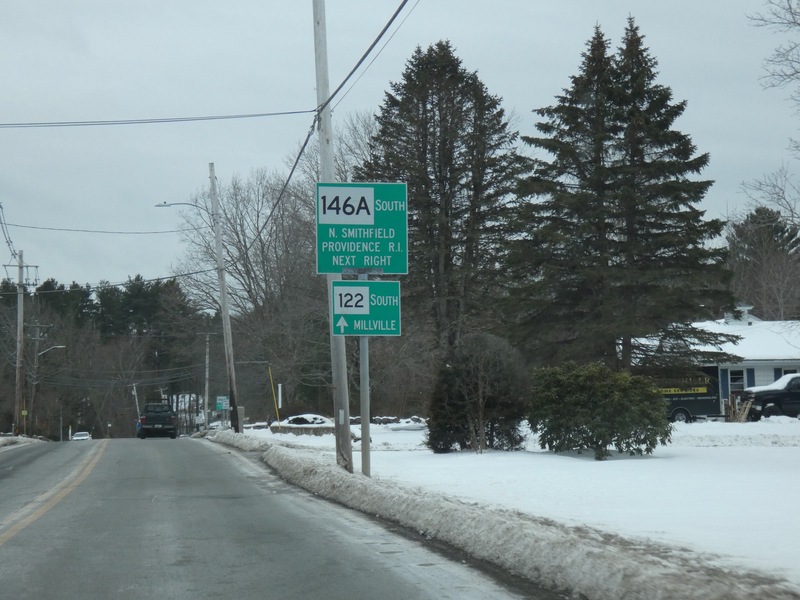 146A SOUTH
N. SMITHFIELD
PROVIDENCE R.I.
NEXT RIGHT
122 SOUTH
MILLVILLE